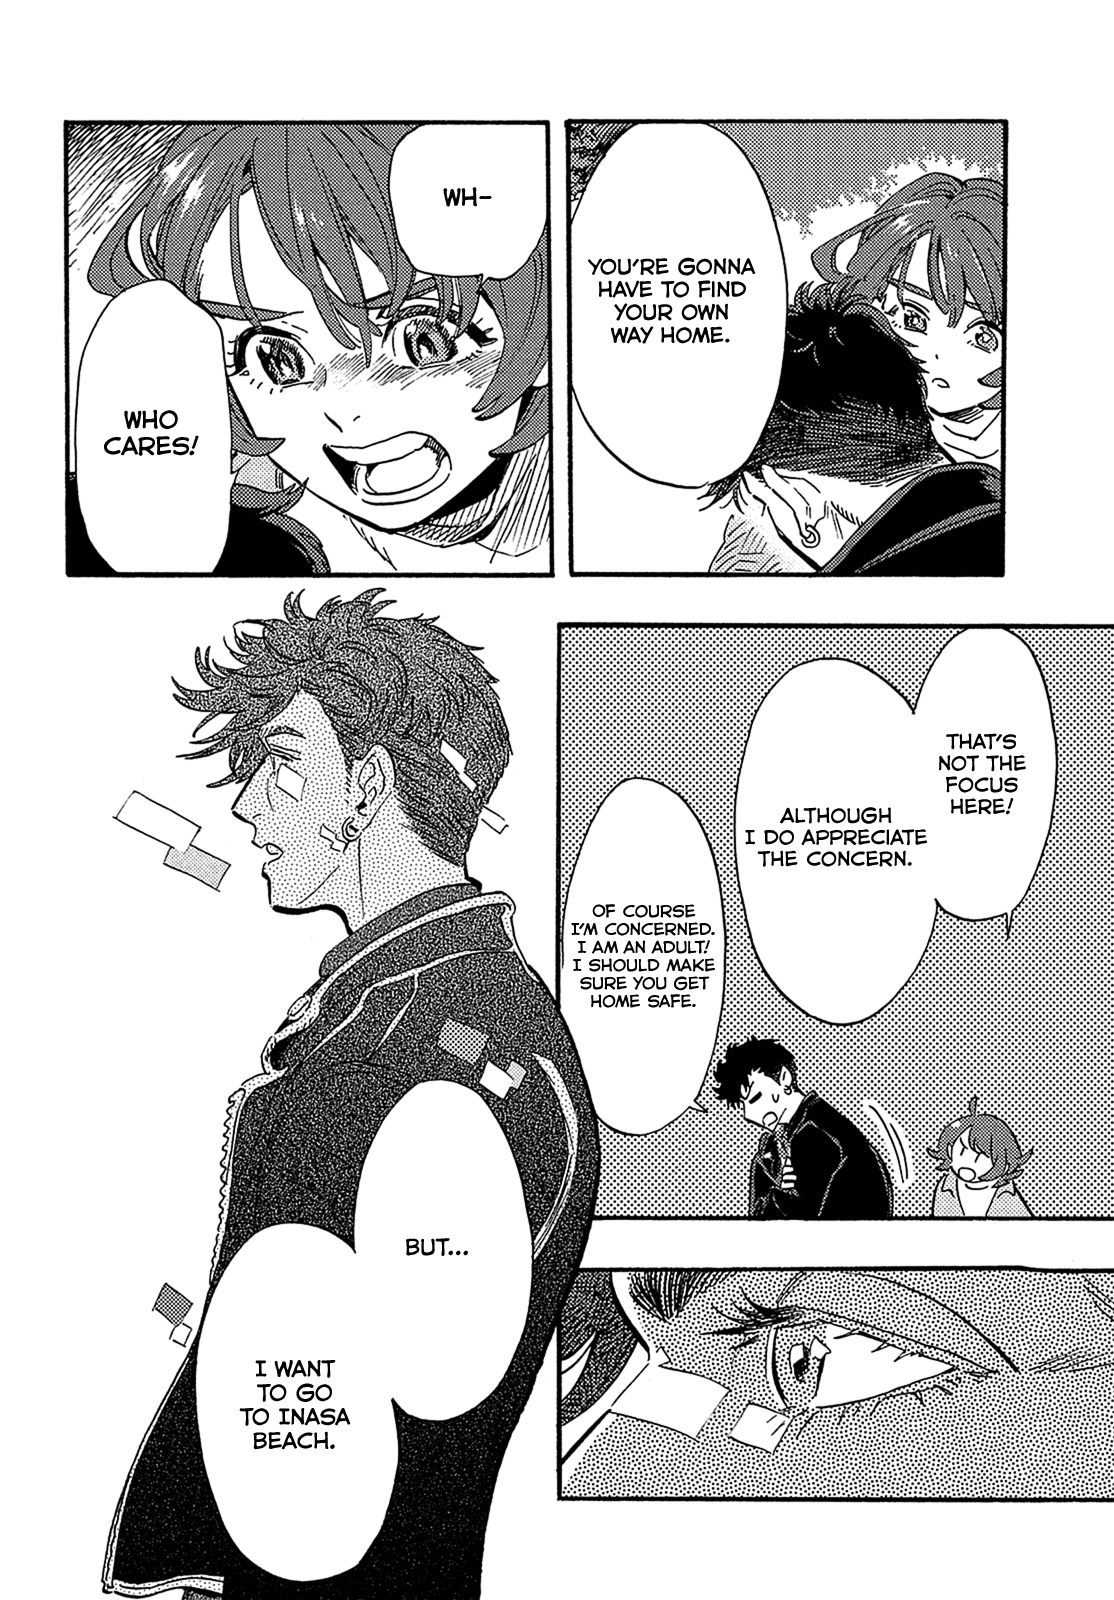 YOU'RE GONNA
HAVE TO FIND
YOUR OWN
WAY HOME.
WH-
WHO
CARES!
THAT'S
NOT THE
FOCUS
HERE!
ALTHOUGH
I DO APPRECIATE
THE CONCERN.
OF COURSE
I'M CONCERNED.
I AM AN ADULT!
I SHOULD MAKE
SURE YOU GET
HOME SAFE.
BUT...
I WANT
TO GO
TO INASA
BEACH.